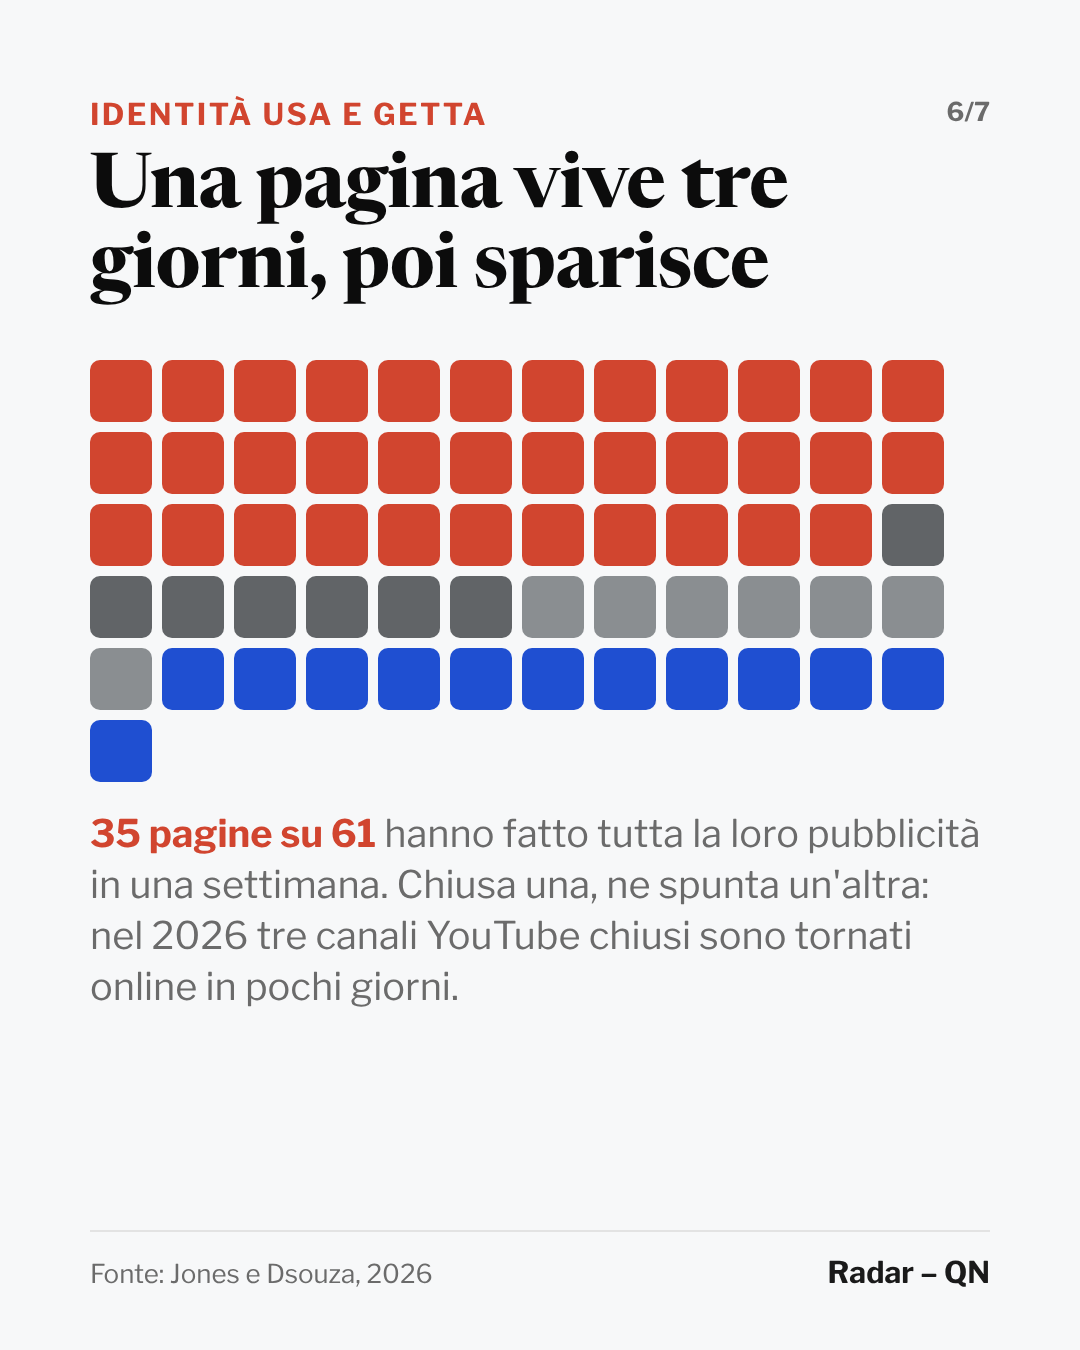 IDENTITÀ USA E GETTA
6/7
Una pagina vive tre
giorni, poi sparisce
35 pagine su 61 hanno fatto tutta la loro pubblicità
in una settimana. Chiusa una, ne spunta un'altra:
nel 2026 tre canali YouTube chiusi sono tornati
online in pochi giorni.
Fonte: Jones e Dsouza, 2026
Radar – QN